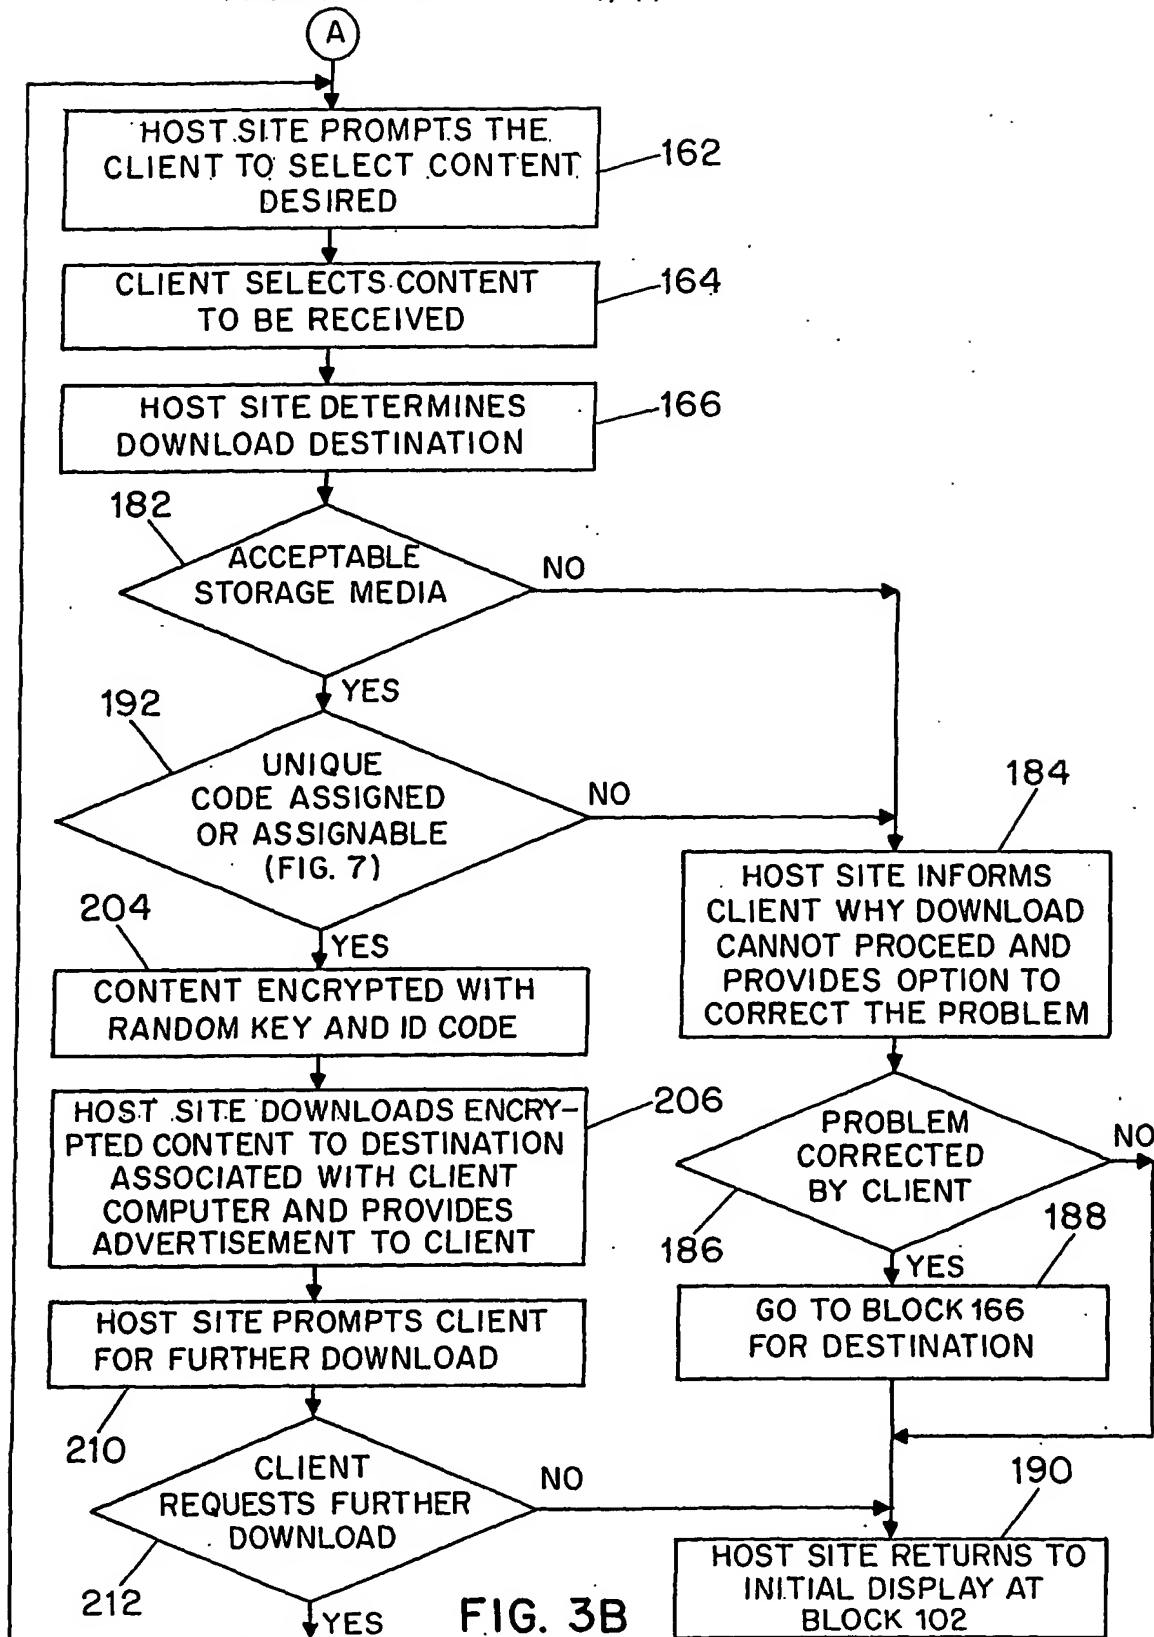 A
HOST SITE PROMPTS THE
CLIENT TO SELECT CONTENT
DESIRED
162
CLIENT SELECTS CONTENT
TO BE RECEIVED
164
HOST SITE DETERMINES
DOWNLOAD DESTINATION
166
182
ACCEPTABLE
STORAGE MEDIA
NO
YES
192
UNIQUE
CODE ASSIGNED
OR ASSIGNABLE
(FIG. 7)
NO
YES
184
HOST SITE INFORMS
CLIENT WHY DOWNLOAD
CANNOT PROCEED AND
PROVIDES OPTION TO
CORRECT THE PROBLEM
204
CONTENT ENCRYPTED WITH
RANDOM KEY AND ID CODE
HOST SITE DOWNLOADS ENCRY-
PTED CONTENT TO DESTINATION
ASSOCIATED WITH CLIENT
COMPUTER AND PROVIDES
ADVERTISEMENT TO CLIENT
206
PROBLEM
CORRECTED
BY CLIENT
NO
186
YES
188
GO TO BLOCK 166
FOR DESTINATION
HOST SITE PROMPTS CLIENT
FOR FURTHER DOWNLOAD
210
CLIENT
REQUESTS FURTHER
DOWNLOAD
NO
212
YES
190
HOST SITE RETURNS TO
INITIAL DISPLAY AT
BLOCK 102
FIG. 3B